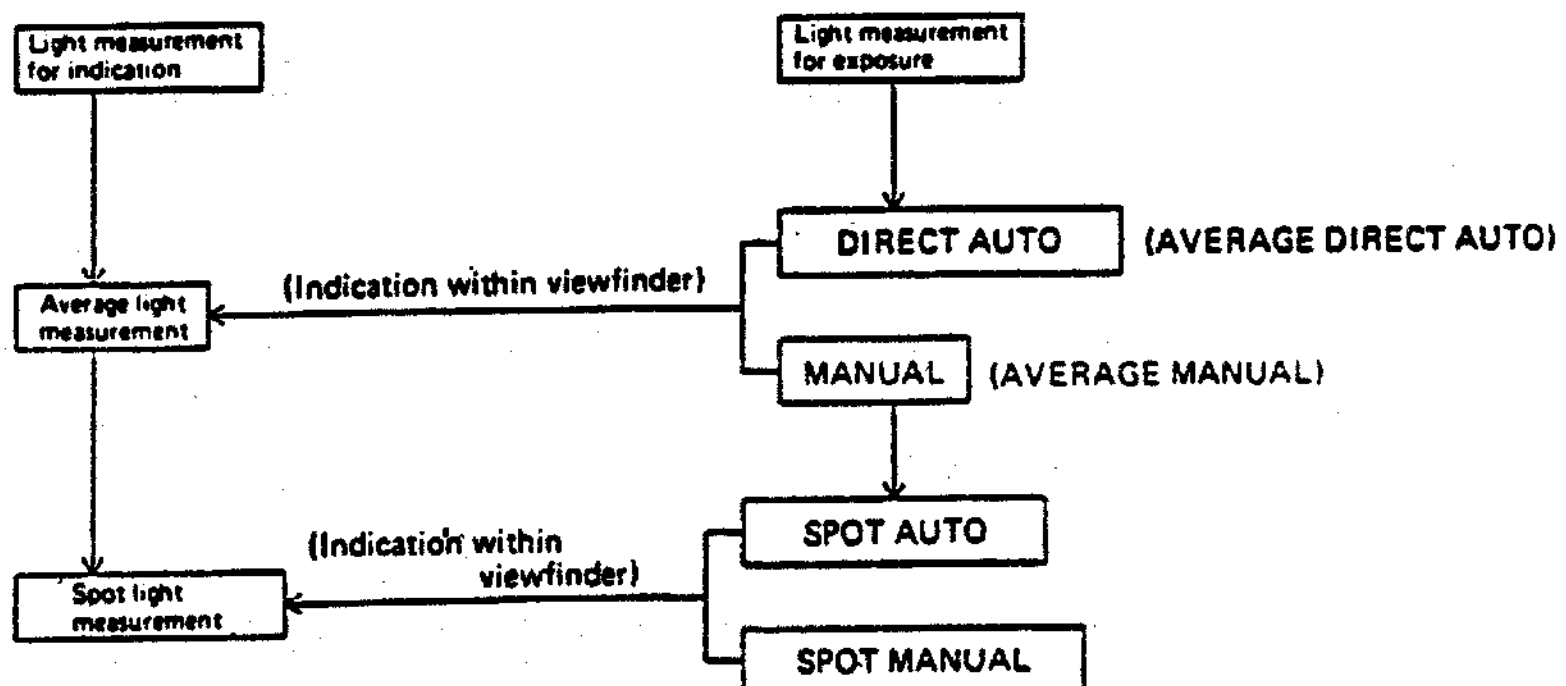 Light measurement
for indication
Light measurement
for exposure
DIRECT AUTO
(AVERAGE DIRECT AUTO)
(Indication within viewfinder)
Average light
measurement
MANUAL
(AVERAGE MANUAL)
SPOT AUTO
(Indication within
viewfinder)
Spot light
measurement
SPOT MANUAL